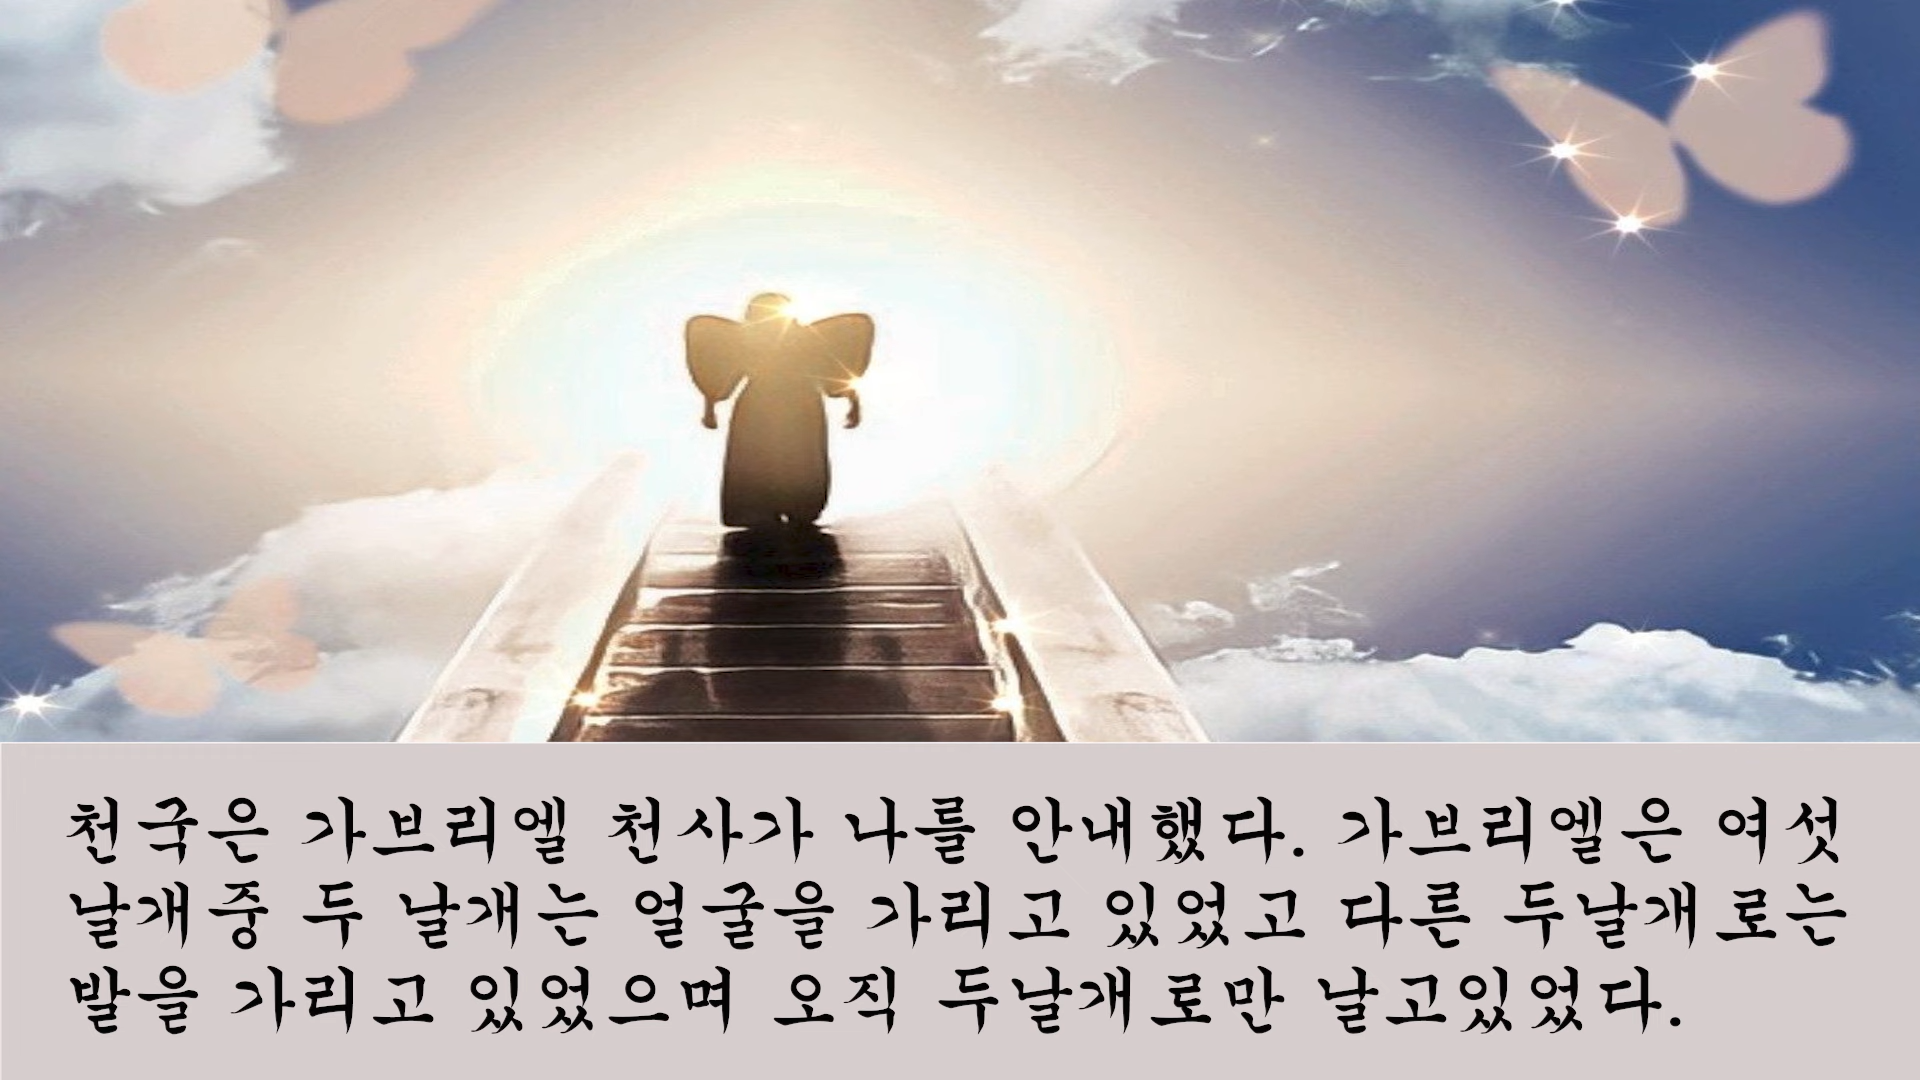 천국은 가브리엘 천사가 나를 안내했다. 가브리엘은 여섯
날개중 두 날개는 얼굴을 가리고 있었고 다른 두날개로는
발을 가리고 있었으며 오직 두날개로만 날고있었다.